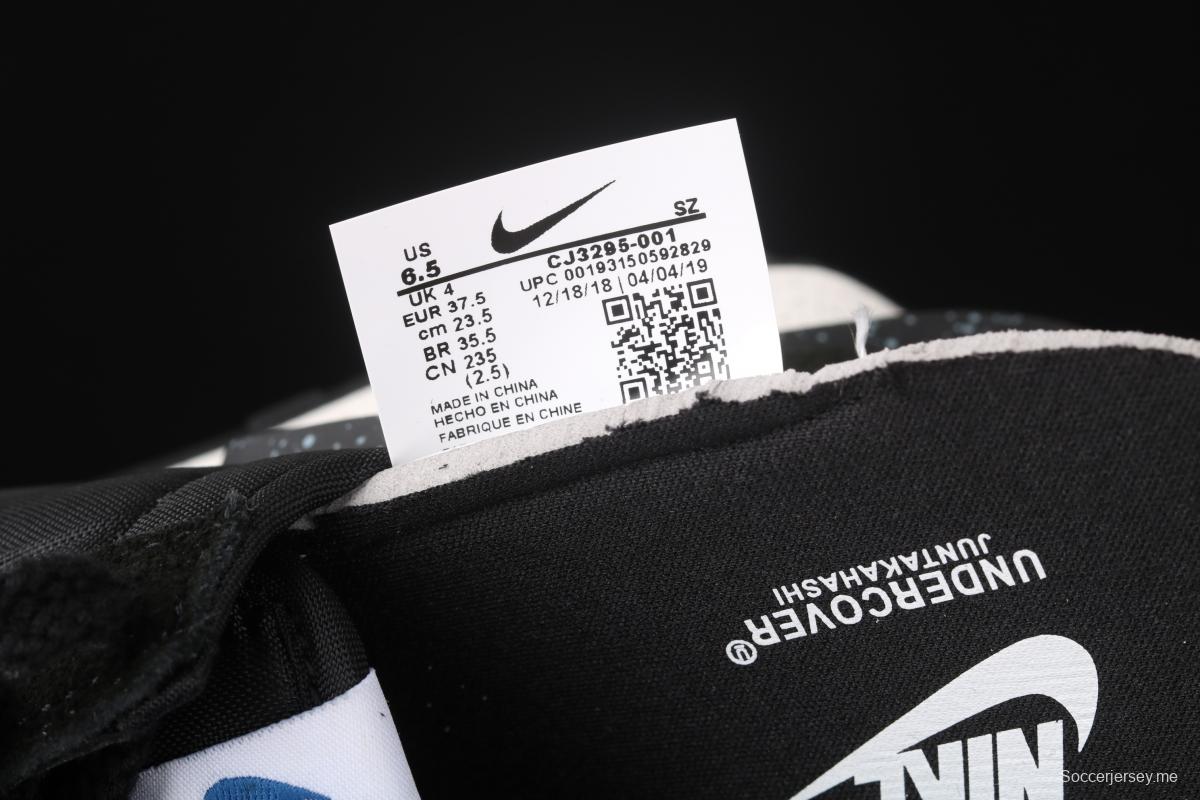 SZ
US
6.5
CJ3295-001
UPC 00193150592829
12/18/18 | 04/04/19
UK 4
EUR 37.5
cm 23.5
BR 35.5
CN 235
(2.5)
MADE IN CHINA
HECHO EN CHINA
FABRIQUE EN CHINE
UNDERCOVER
JUNTAKAHASHI
U
Soccerjersey.me